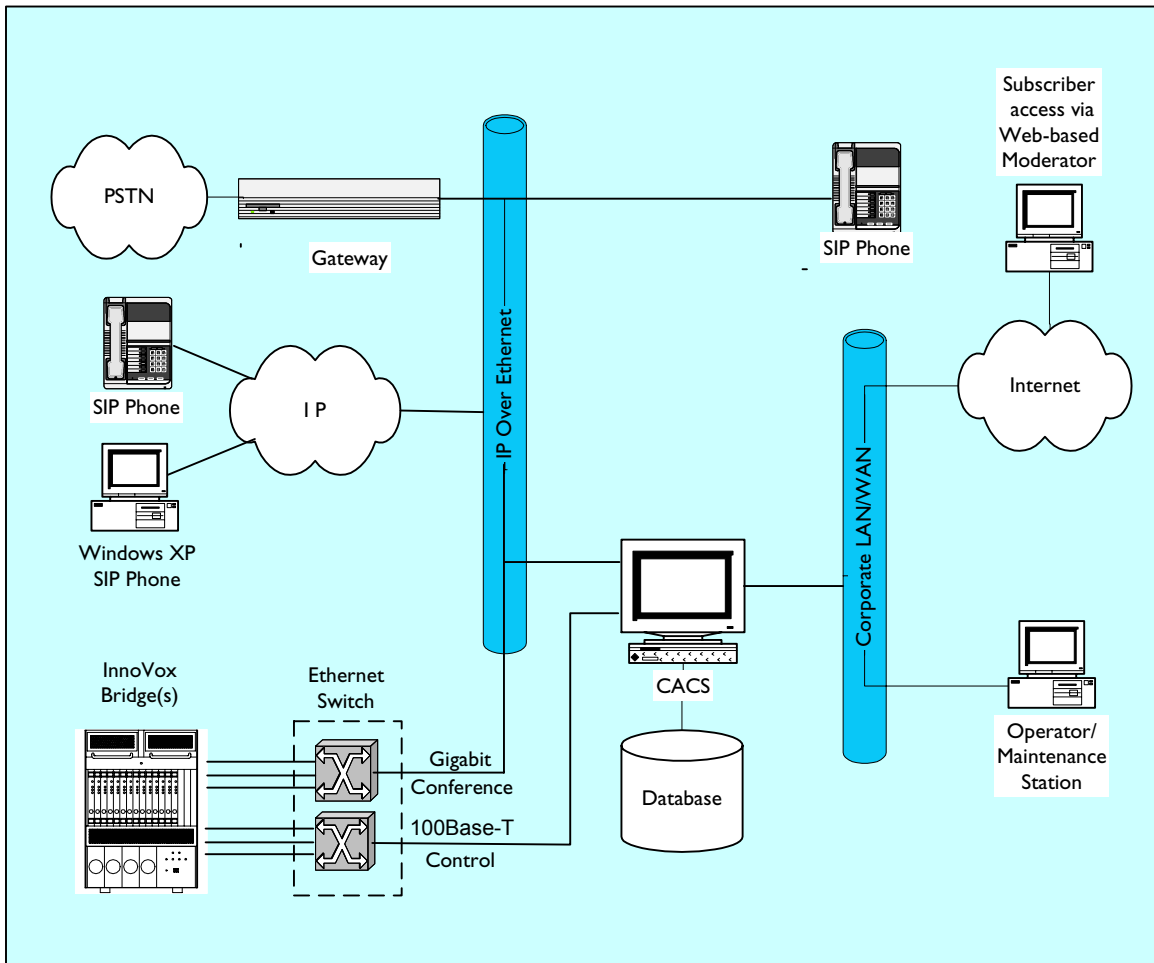 Subscriber
access via
Web-based
Moderator
PSTN
Gateway
SIP Phone
SIP Phone
I P
IP Over Ethernet
Internet
Windows XP
SIP Phone
Corporate LAN/WAN
InnoVox
Bridge(s)
Ethernet
Switch
CACS
Gigabit
Conference
Database
Operator/
Maintenance
Station
100Base-T
Control